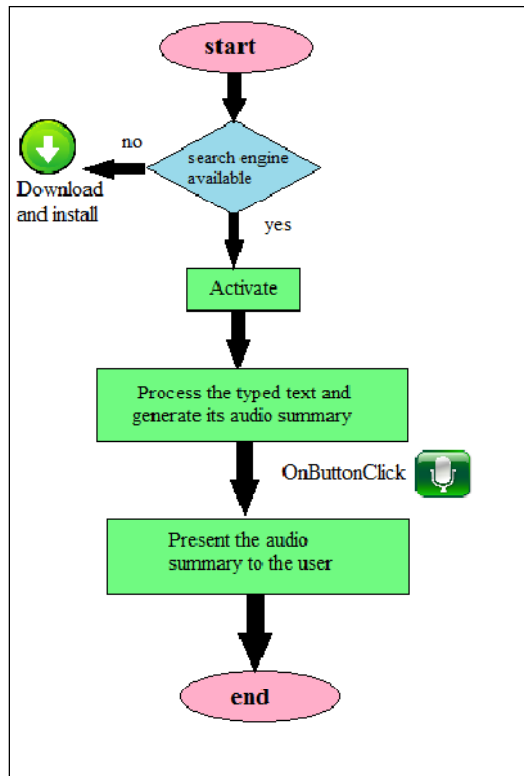 start
no
search engine
available
Download
and install
yes
Activate
Process the typed text and
generate its audio summary
OnButtonClick
Present the audio
summary to the user
end